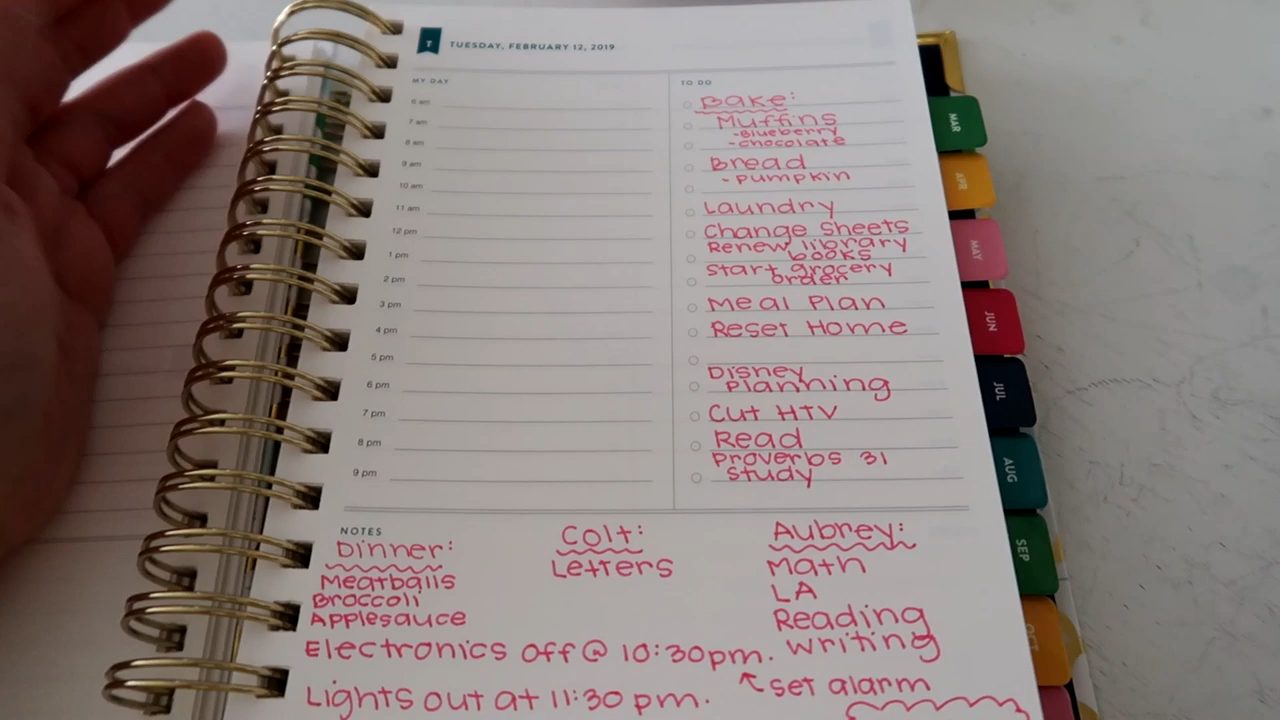 T TUESDAY, FEBRUARY 12, 2019
MY DAY
6 am
7 am
8 am
9 am
10 am
11 am
12 pm
1 pm
2 pm
3 pm
4 pm
5 pm
6 pm
7 pm
8 pm
9 pm
TO DO
Bake:
Muffins
-Blueberry
-chocolate
Bread
- Pumpkin
Laundry
Change Sheets
Renew library
books
Start grocery
order
Meal Plan
Reset Home
Disney
Planning
Cut HTV
Read
Proverbs 31
Study
NOTES
Dinner:
Meatballs
Broccoli
Applesauce
Colt:
Letters
Aubrey:
Math
LA
Reading
Writing
Electronics off @ 10:30pm.
set alarm
Lights out at 11:30 pm.
MAR
APR
MAY
JUN
JUL
AUG
SEP